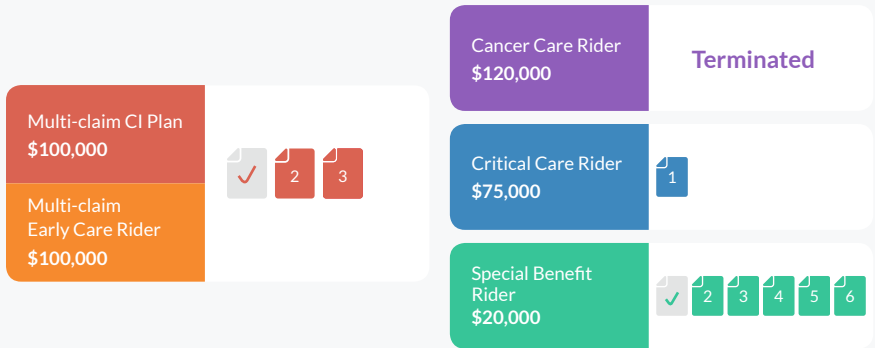 Multi-claim CI Plan
$100,000
Multi-claim
Early Care Rider
$100,000
2 3
Cancer Care Rider
$120,000
Terminated
Critical Care Rider
$75,000
1
Special Benefit
Rider
$20,000
2 3 4 5 6